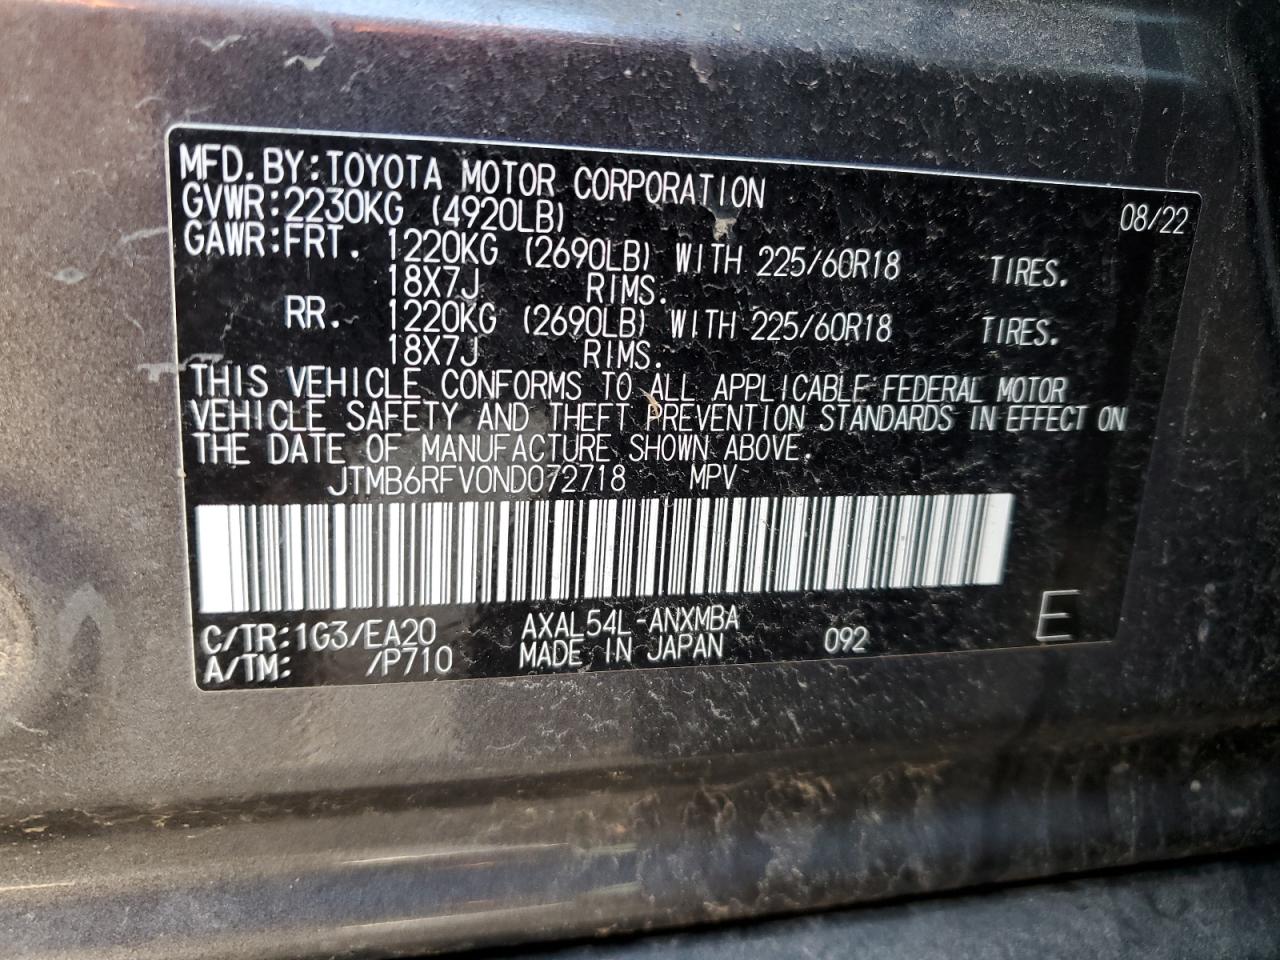 MFD. BY: TOYOTA MOTOR CORPORATION 08/22
GVWR: 2230KG (4920LB)
GAWR: FRT. 1220KG (2690LB) WITH 225/60R18 TIRES.
18X7J RIMS.
RR. 1220KG (2690LB) WITH 225/60R18 TIRES.
18X7J RIMS.
THIS VEHICLE CONFORMS TO ALL APPLICABLE FEDERAL MOTOR
VEHICLE SAFETY AND THEFT PREVENTION STANDARDS IN EFFECT ON
THE DATE OF MANUFACTURE SHOWN ABOVE.
JTMB6RFV0ND072718 MPV
C/TR: 1G3/EA20 AXAL54L-ANXMBA 092 E
A/TM: /P710 MADE IN JAPAN